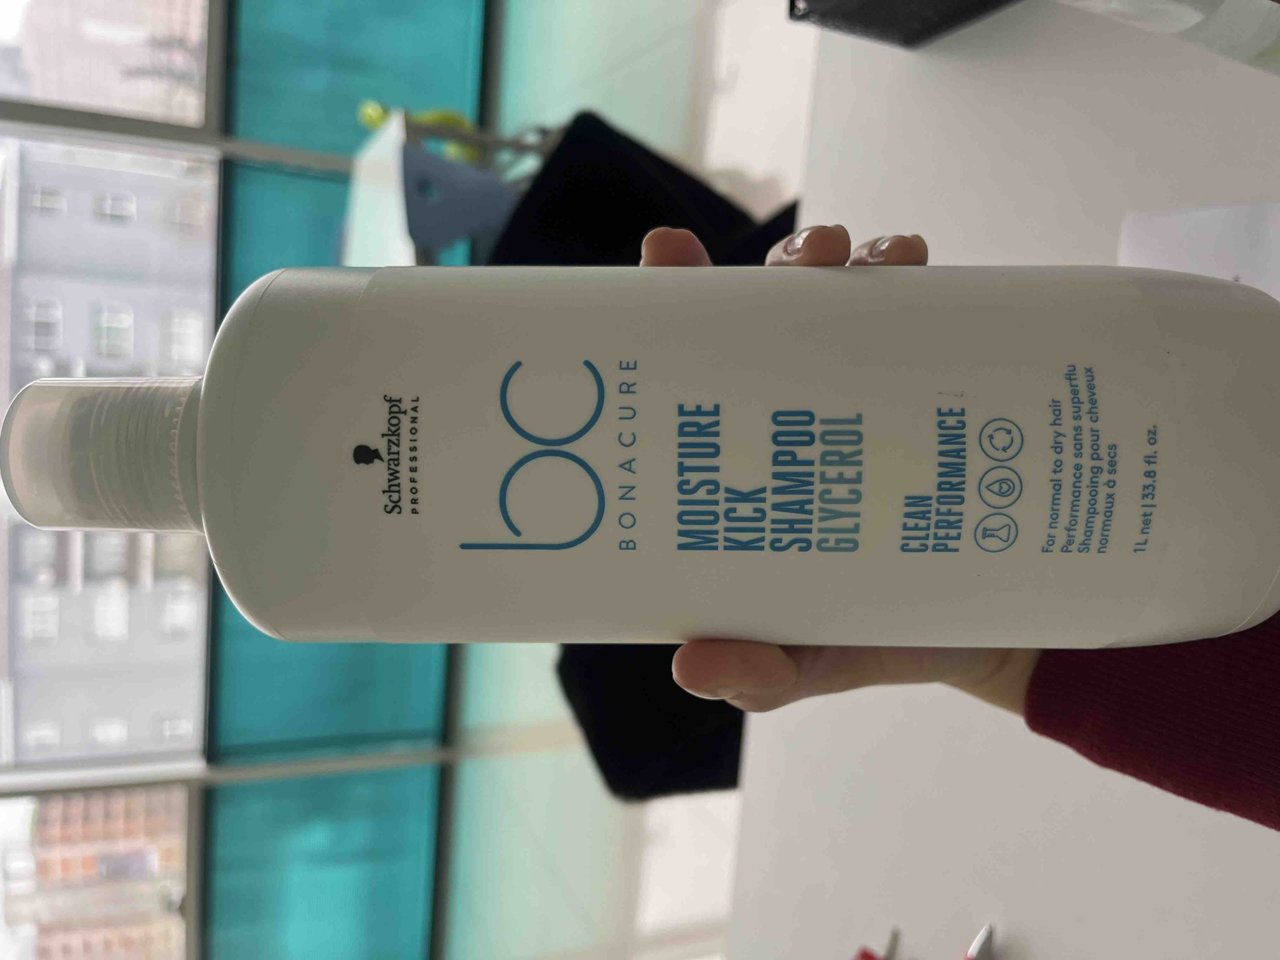 Schwarzkopf
PROFESSIONAL
bc
BONACURE
MOISTURE
KICK
SHAMPOO
GLYCEROL
CLEAN
PERFORMANCE
For normal to dry hair
Performance sans superflu
Shampooing pour cheveux
normaux à secs
1L net | 33.8 fl. oz.